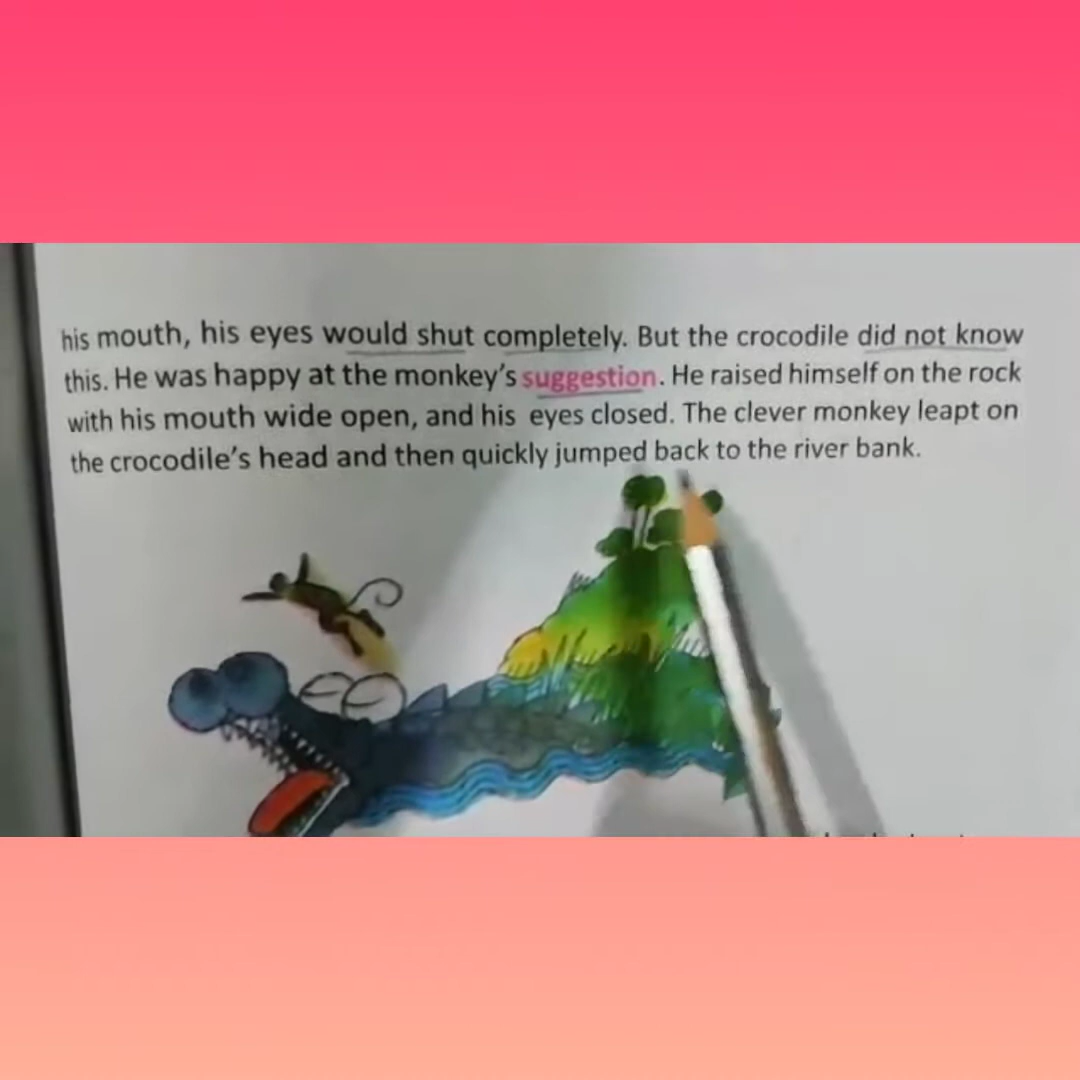 his mouth, his eyes would shut completely. But the crocodile did not know
this. He was happy at the monkey's suggestion. He raised himself on the rock
with his mouth wide open, and his eyes closed. The clever monkey leapt on
the crocodile's head and then quickly jumped back to the river bank.